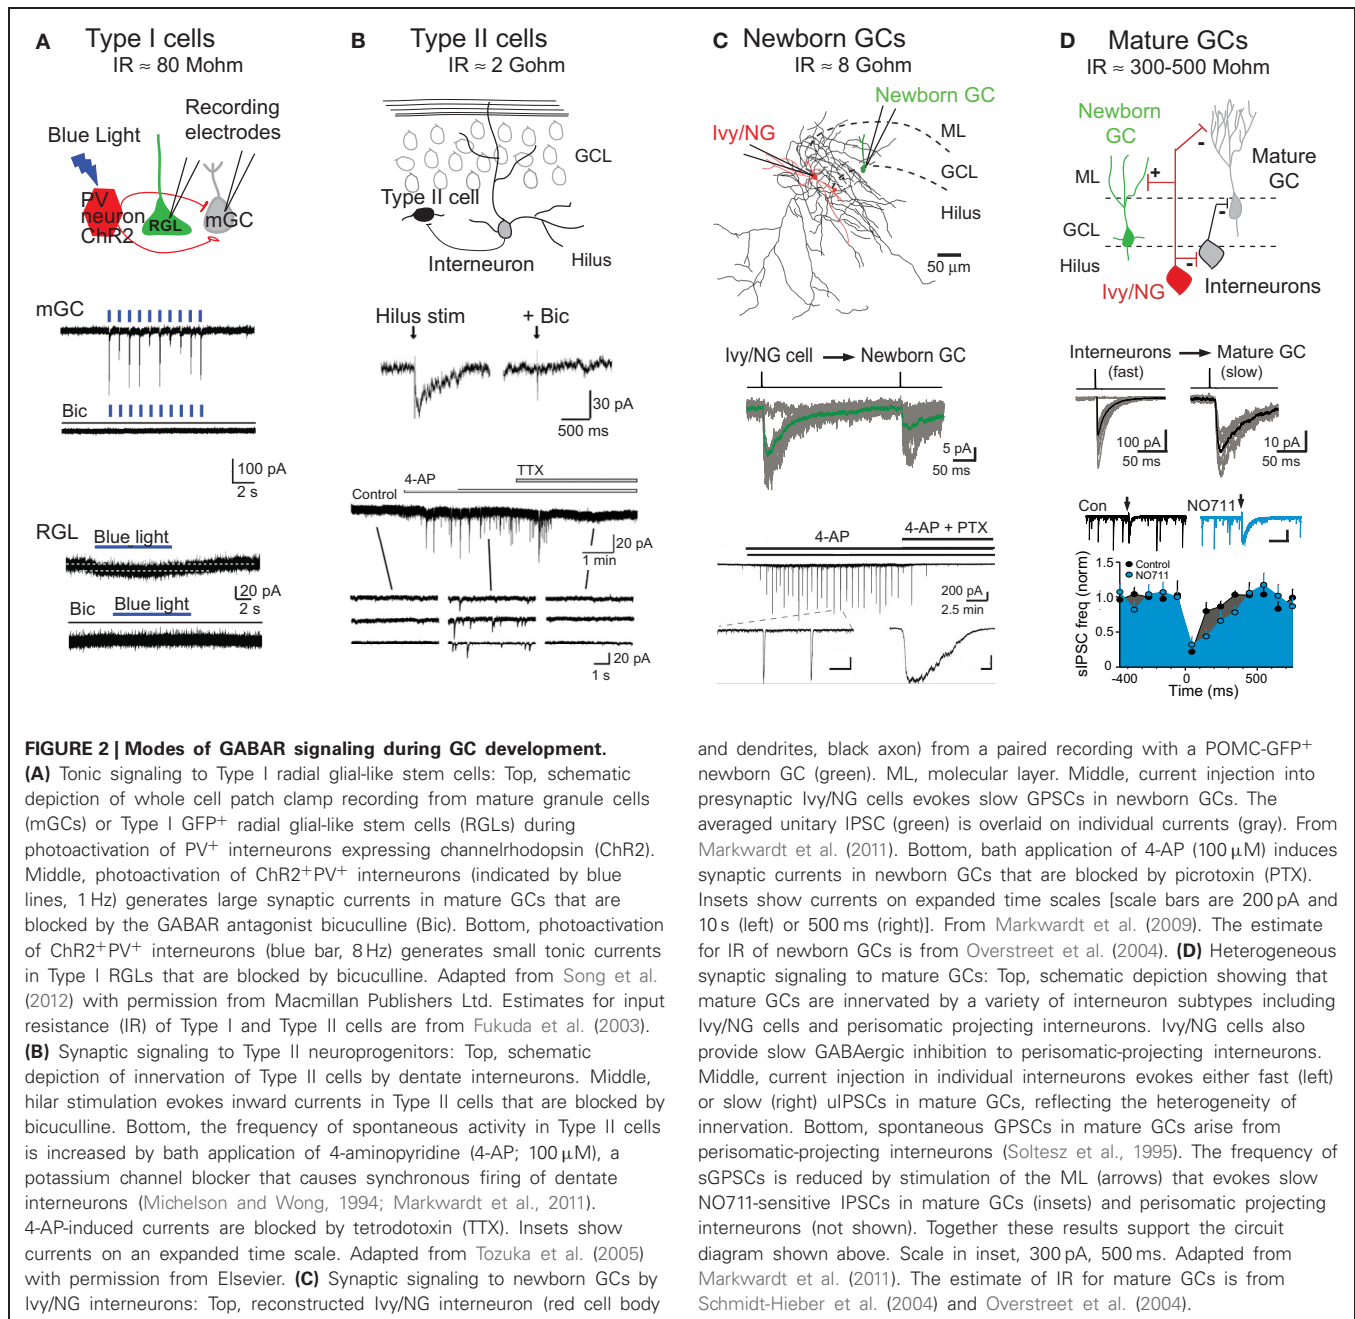 A Type I cells
IR ≈ 80 Mohm
Recording
electrodes
Blue Light
PV
neuron
ChR2
RGL
mGC
mGC
Bic
100 pA
2 s
RGL
Blue light
20 pA
2 s
Bic
Blue light
B Type II cells
IR ≈ 2 Gohm
GCL
Type II cell
Interneuron
Hilus
Hilus stim
+ Bic
30 pA
500 ms
TTX
4-AP
Control
20 pA
1 min
20 pA
1 s
C Newborn GCs
IR ≈ 8 Gohm
Newborn GC
Ivy/NG
ML
GCL
Hilus
50 µm
Ivy/NG cell → Newborn GC
5 pA
50 ms
4-AP + PTX
4-AP
200 pA
2.5 min
D Mature GCs
IR ≈ 300-500 Mohm
Newborn
GC
Mature
GC
ML
+
-
-
GCL
Hilus
-
Ivy/NG
Interneurons
Interneurons → Mature GC
(fast)
(slow)
100 pA
50 ms
10 pA
50 ms
Con
NO711
Control
NO711
sIPSC freq (norm)
1.0
0.5
0
-400
0
500
Time (ms)
FIGURE 2 | Modes of GABAR signaling during GC development.
(A) Tonic signaling to Type I radial glial-like stem cells: Top, schematic
depiction of whole cell patch clamp recording from mature granule cells
(mGCs) or Type I GFP+ radial glial-like stem cells (RGLs) during
photoactivation of PV+ interneurons expressing channelrhodopsin (ChR2).
Middle, photoactivation of ChR2+PV+ interneurons (indicated by blue
lines, 1 Hz) generates large synaptic currents in mature GCs that are
blocked by the GABAR antagonist bicuculline (Bic). Bottom, photoactivation
of ChR2+PV+ interneurons (blue bar, 8 Hz) generates small tonic currents
in Type I RGLs that are blocked by bicuculline. Adapted from Song et al.
(2012) with permission from Macmillan Publishers Ltd. Estimates for input
resistance (IR) of Type I and Type II cells are from Fukuda et al. (2003).
(B) Synaptic signaling to Type II neuroprogenitors: Top, schematic
depiction of innervation of Type II cells by dentate interneurons. Middle,
hilar stimulation evokes inward currents in Type II cells that are blocked by
bicuculline. Bottom, the frequency of spontaneous activity in Type II cells
is increased by bath application of 4-aminopyridine (4-AP; 100 µM), a
potassium channel blocker that causes synchronous firing of dentate
interneurons (Michelson and Wong, 1994; Markwardt et al., 2011).
4-AP-induced currents are blocked by tetrodotoxin (TTX). Insets show
currents on an expanded time scale. Adapted from Tozuka et al. (2005)
with permission from Elsevier. (C) Synaptic signaling to newborn GCs by
Ivy/NG interneurons: Top, reconstructed Ivy/NG interneuron (red cell body
and dendrites, black axon) from a paired recording with a POMC-GFP+
newborn GC (green). ML, molecular layer. Middle, current injection into
presynaptic Ivy/NG cells evokes slow GPSCs in newborn GCs. The
averaged unitary IPSC (green) is overlaid on individual currents (gray). From
Markwardt et al. (2011). Bottom, bath application of 4-AP (100 µM) induces
synaptic currents in newborn GCs that are blocked by picrotoxin (PTX).
Insets show currents on expanded time scales [scale bars are 200 pA and
10 s (left) or 500 ms (right)]. From Markwardt et al. (2009). The estimate
for IR of newborn GCs is from Overstreet et al. (2004). (D) Heterogeneous
synaptic signaling to mature GCs: Top, schematic depiction showing that
mature GCs are innervated by a variety of interneuron subtypes including
Ivy/NG cells and perisomatic projecting interneurons. Ivy/NG cells also
provide slow GABAergic inhibition to perisomatic-projecting interneurons.
Middle, current injection in individual interneurons evokes either fast (left)
or slow (right) uIPSCs in mature GCs, reflecting the heterogeneity of
innervation. Bottom, spontaneous GPSCs in mature GCs arise from
perisomatic-projecting interneurons (Soltesz et al., 1995). The frequency of
sGPSCs is reduced by stimulation of the ML (arrows) that evokes slow
NO711-sensitive IPSCs in mature GCs (insets) and perisomatic projecting
interneurons (not shown). Together these results support the circuit
diagram shown above. Scale in inset, 300 pA, 500 ms. Adapted from
Markwardt et al. (2011). The estimate of IR for mature GCs is from
Schmidt-Hieber et al. (2004) and Overstreet et al. (2004).